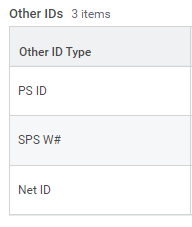 Other IDs 3 items
Other ID Type
PS ID
SPS W#
Net ID